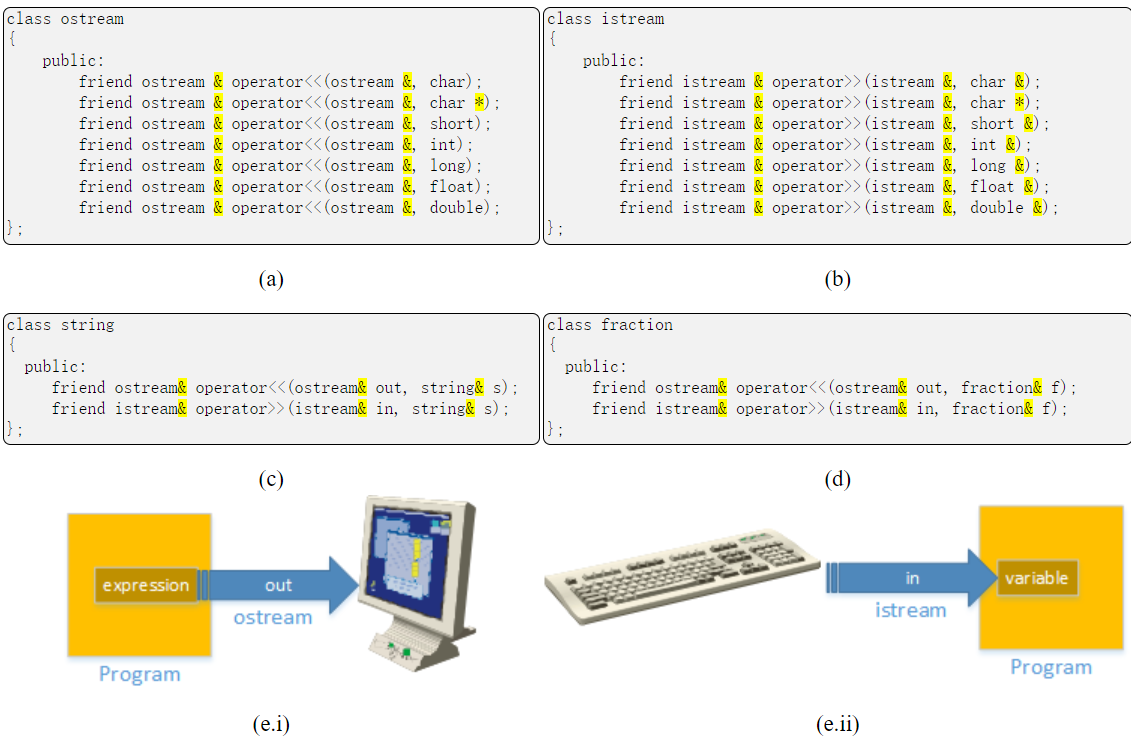 class ostream
{
    public:
        friend ostream & operator<<(ostream &, char);
        friend ostream & operator<<(ostream &, char *);
        friend ostream & operator<<(ostream &, short);
        friend ostream & operator<<(ostream &, int);
        friend ostream & operator<<(ostream &, long);
        friend ostream & operator<<(ostream &, float);
        friend ostream & operator<<(ostream &, double);
};
(a)
class istream
{
    public:
        friend istream & operator>>(istream &, char &);
        friend istream & operator>>(istream &, char *);
        friend istream & operator>>(istream &, short &);
        friend istream & operator>>(istream &, int &);
        friend istream & operator>>(istream &, long &);
        friend istream & operator>>(istream &, float &);
        friend istream & operator>>(istream &, double &);
};
(b)
class string
{
  public:
     friend ostream& operator<<(ostream& out, string& s);
     friend istream& operator>>(istream& in, string& s);
};
(c)
class fraction
{
  public:
     friend ostream& operator<<(ostream& out, fraction& f);
     friend istream& operator>>(istream& in, fraction& f);
};
(d)
expression
out
ostream
Program
(e.i)
in
istream
variable
Program
(e.ii)